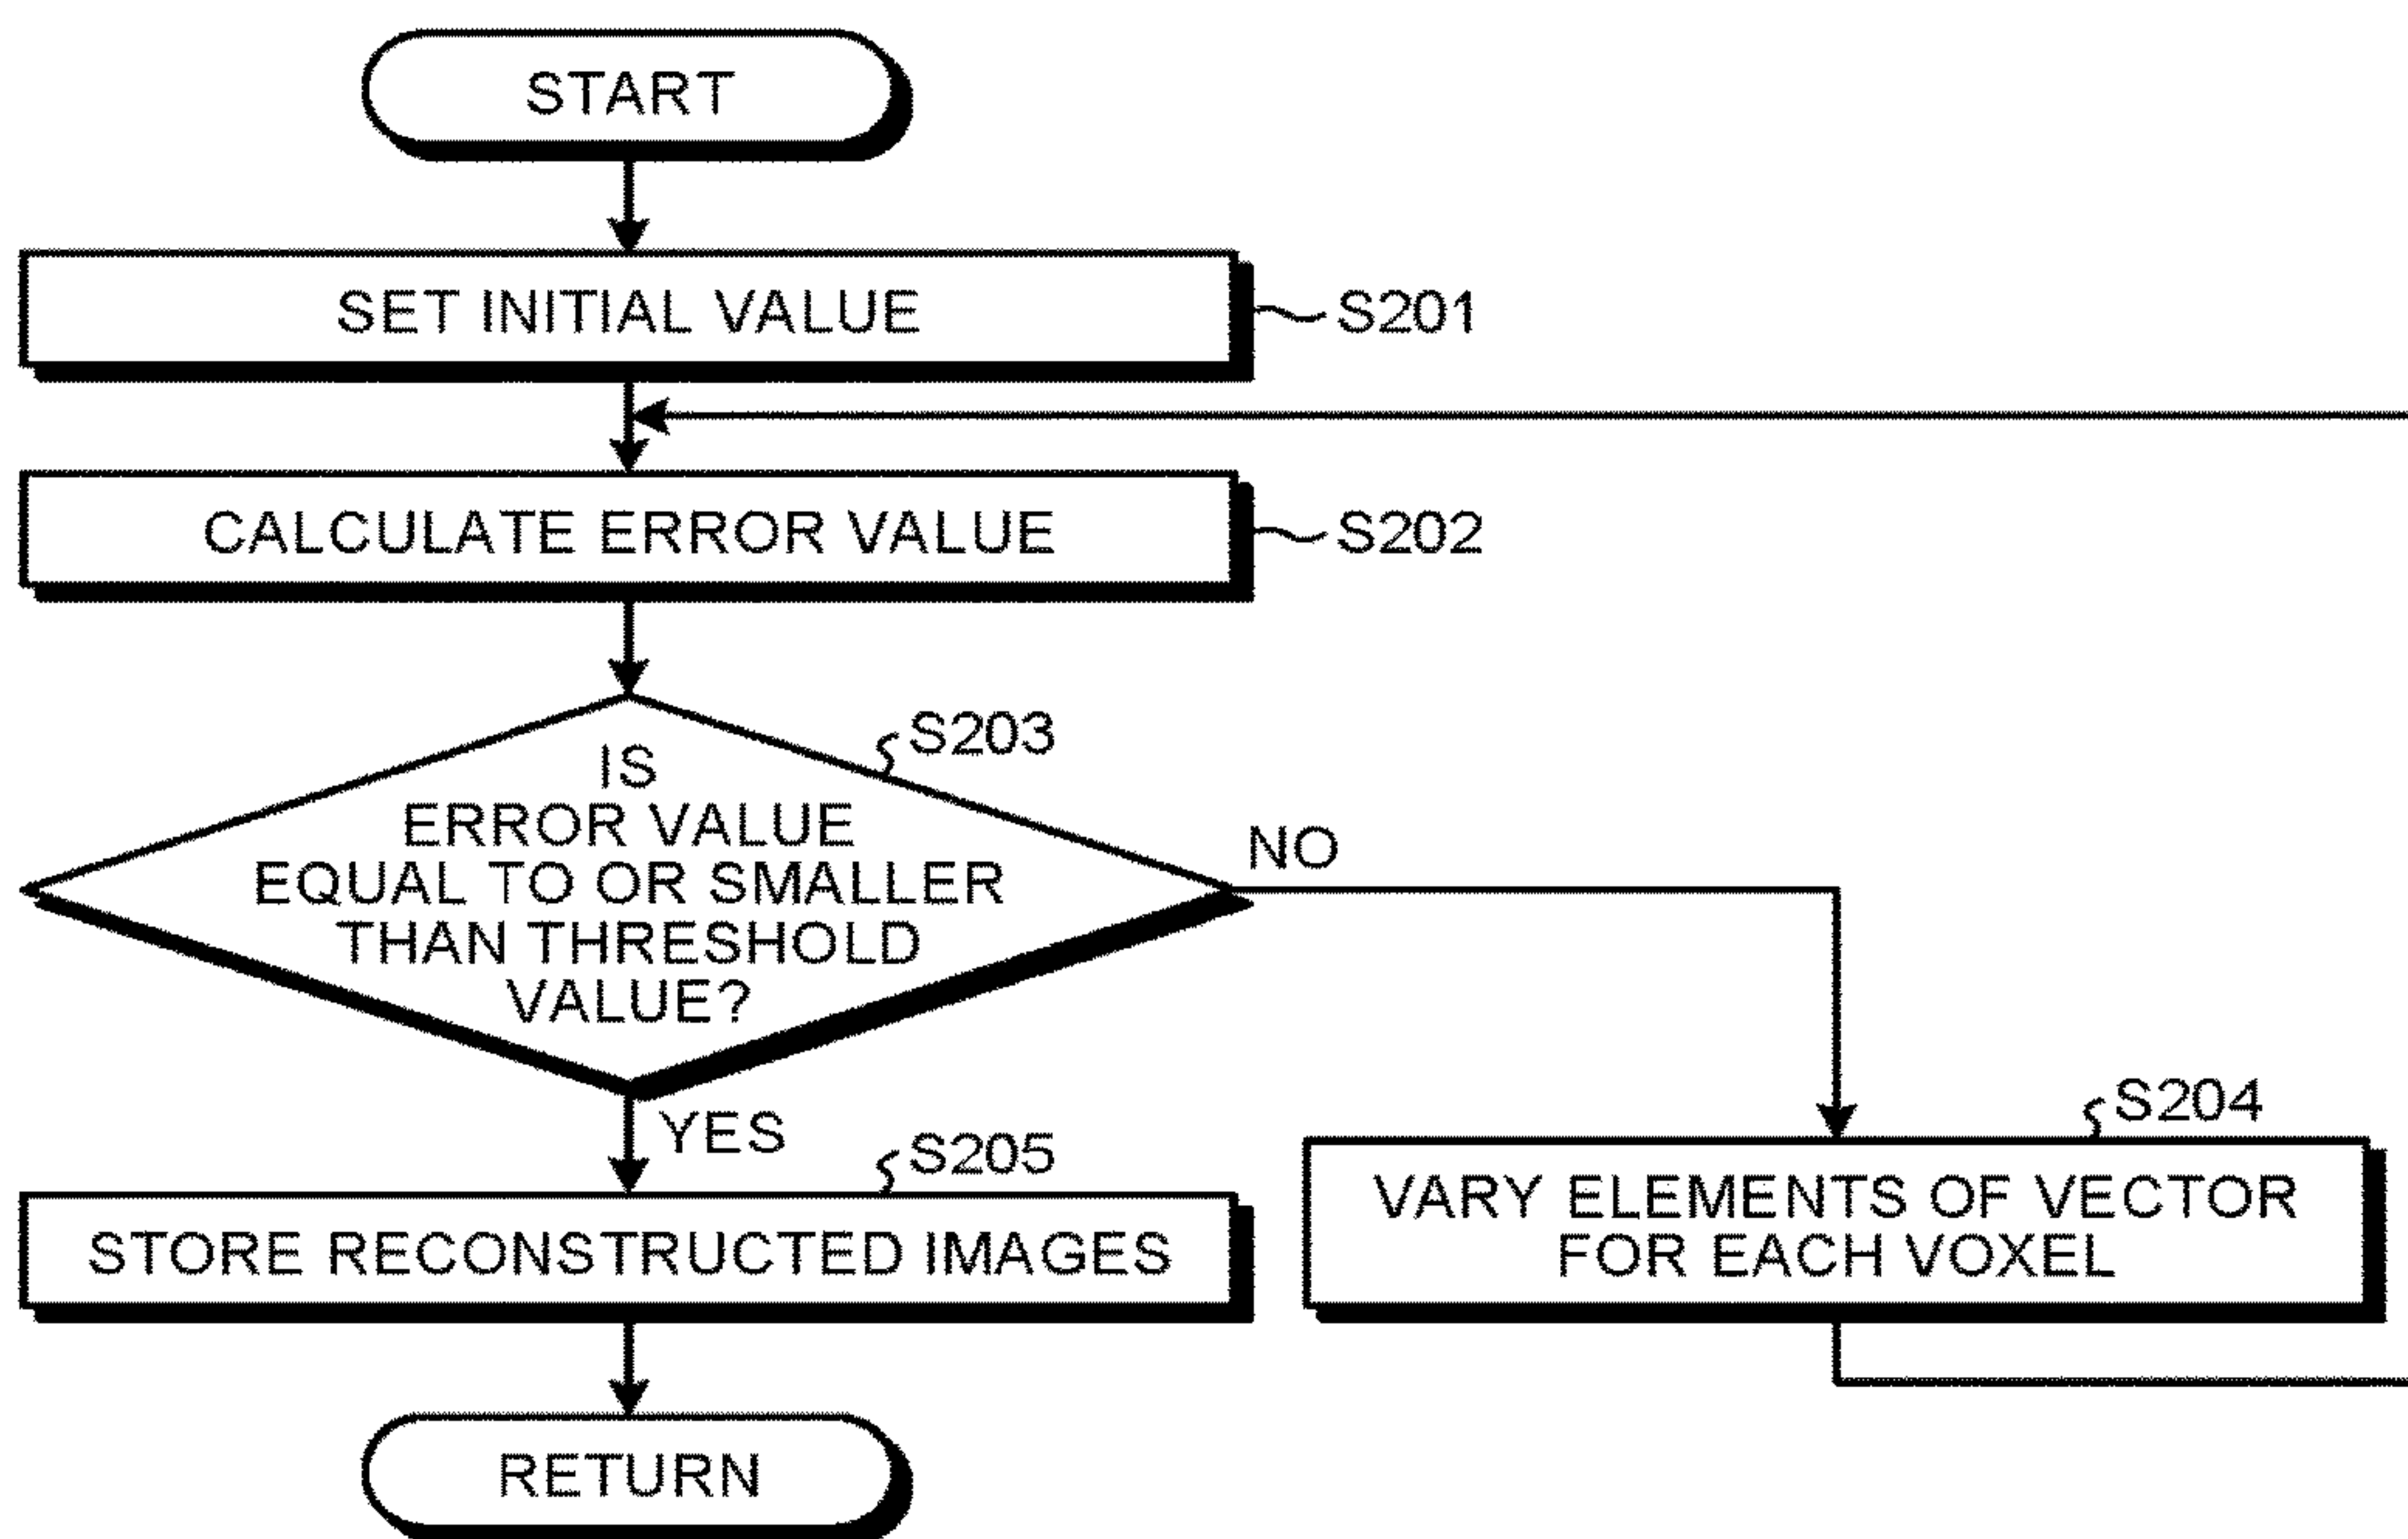 START
SET INITIAL VALUE
S201
CALCULATE ERROR VALUE
S202
S203
IS
ERROR VALUE
EQUAL TO OR SMALLER
THAN THRESHOLD
VALUE?
NO
YES
S204
VARY ELEMENTS OF VECTOR
FOR EACH VOXEL
S205
STORE RECONSTRUCTED IMAGES
RETURN